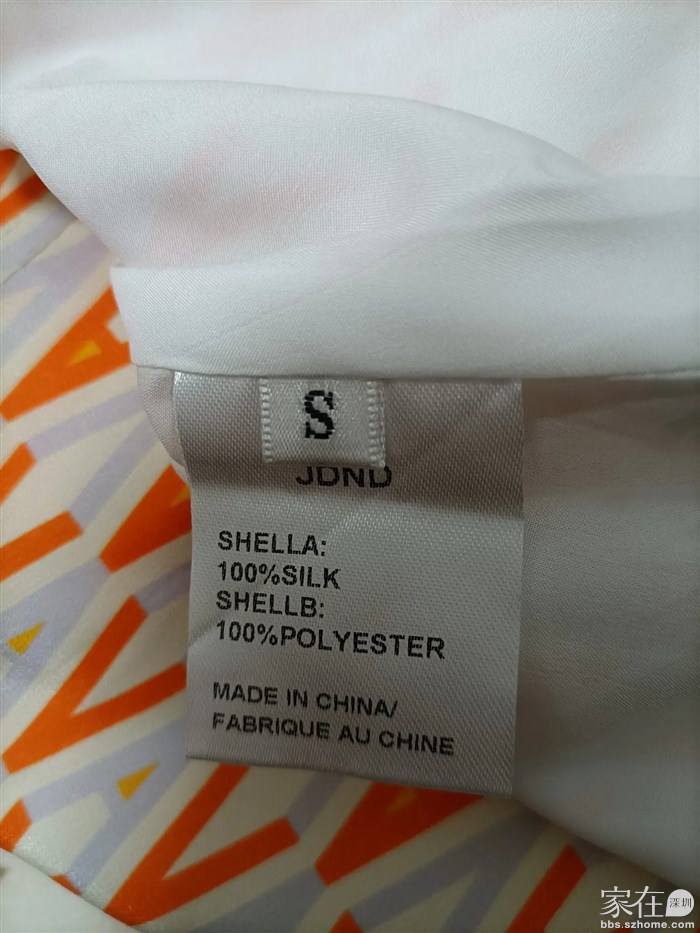 S
JDND
SHELLA:
100%SILK
SHELLB:
100%POLYESTER
MADE IN CHINA/
FABRIQUE AU CHINE
家在深圳
bbs.szhome.com